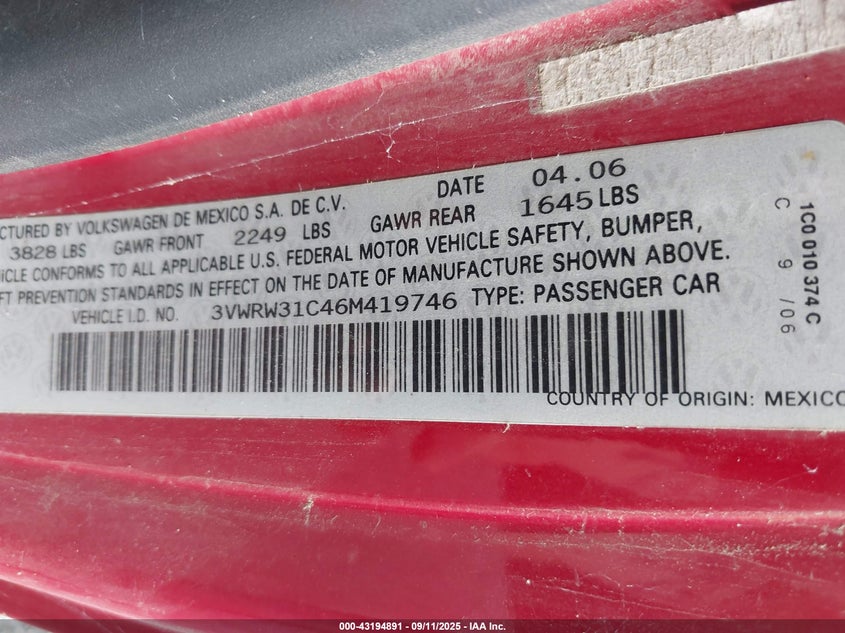 CTURED BY VOLKSWAGEN DE MEXICO S.A. DE C.V. DATE 04.06
3828 LBS GAWR FRONT 2249 LBS GAWR REAR 1645 LBS
HICLE CONFORMS TO ALL APPLICABLE U.S. FEDERAL MOTOR VEHICLE SAFETY, BUMPER,
FT PREVENTION STANDARDS IN EFFECT ON THE DATE OF MANUFACTURE SHOWN ABOVE.
VEHICLE I.D. NO. 3VWRW31C46M419746 TYPE: PASSENGER CAR
COUNTRY OF ORIGIN: MEXICO
1C0 010 374 C
C 9 /06
000-43194891 - 09/11/2025 - IAA Inc.